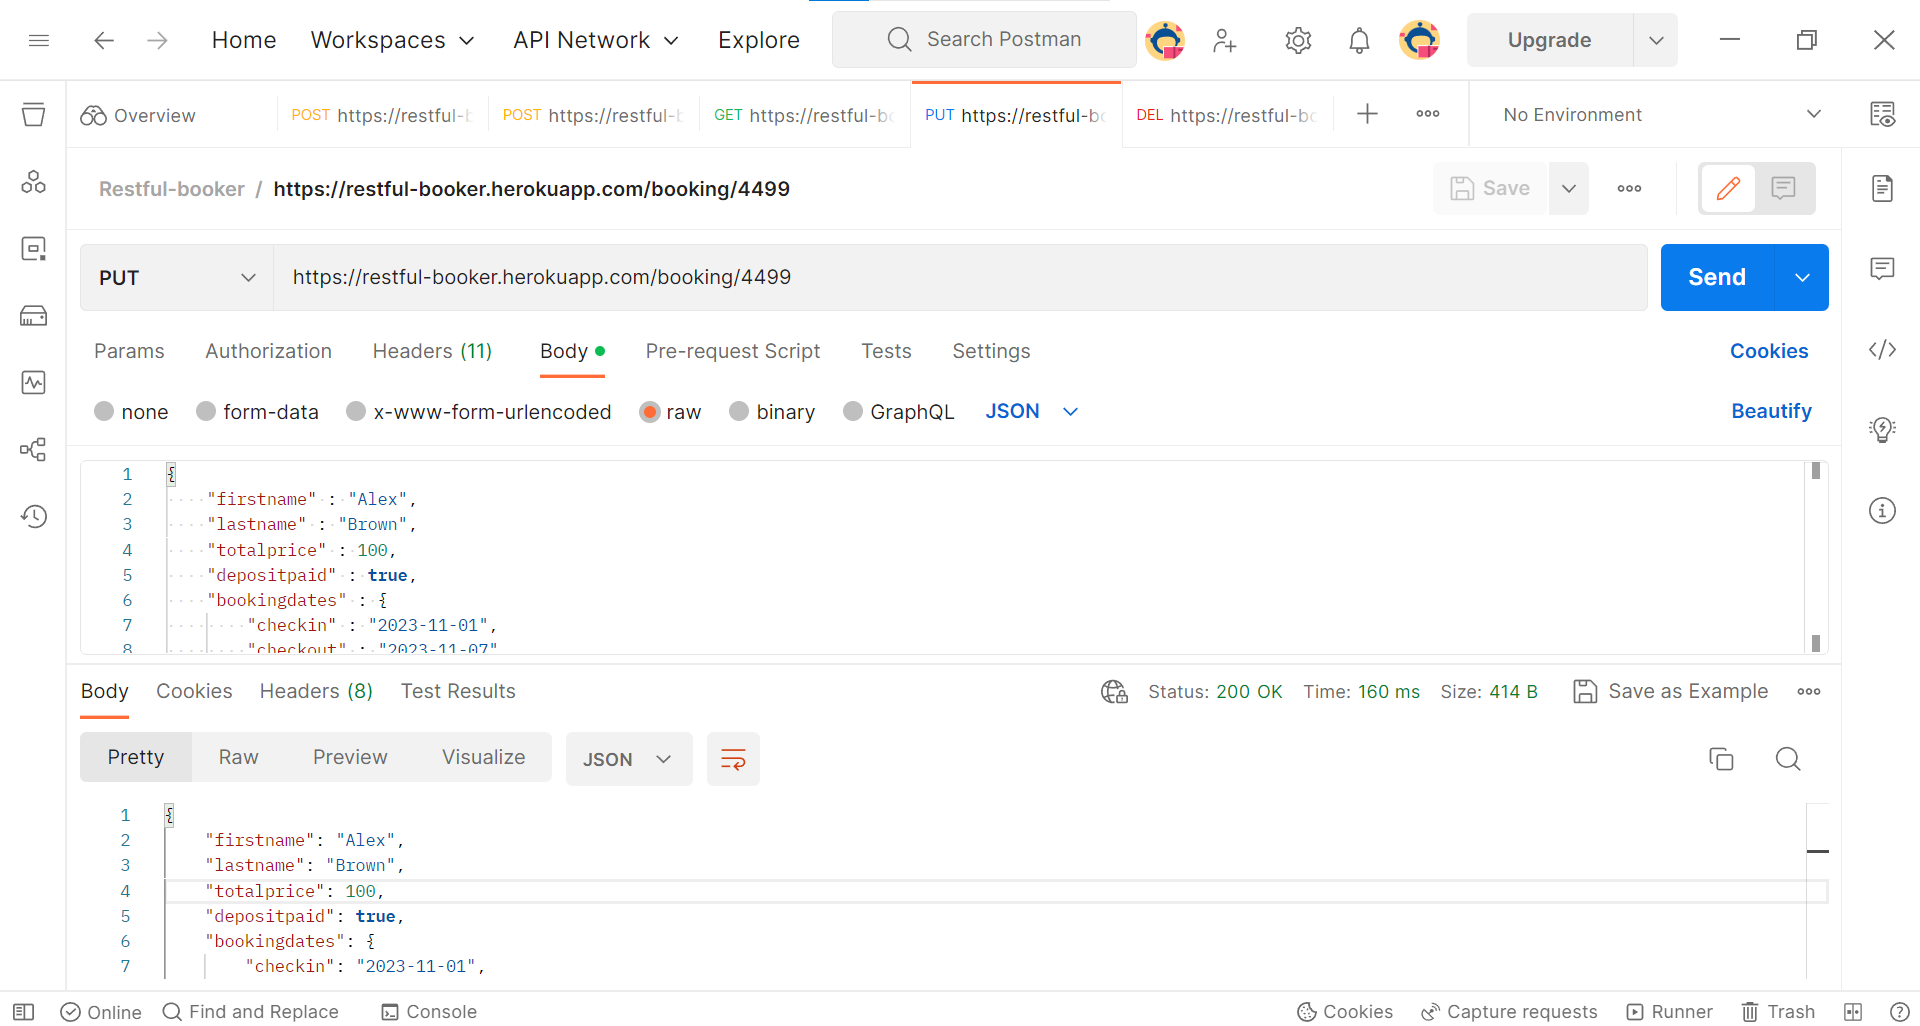 Home Workspaces API Network Explore Search Postman Upgrade
Overview POST https://restful-b POST https://restful-b GET https://restful-bo PUT https://restful-bo DEL https://restful-bo No Environment
Restful-booker / https://restful-booker.herokuapp.com/booking/4499 Save
PUT https://restful-booker.herokuapp.com/booking/4499 Send
Params Authorization Headers (11) Body Pre-request Script Tests Settings Cookies
none form-data x-www-form-urlencoded raw binary GraphQL JSON Beautify
1 {
2 "firstname" : "Alex",
3 "lastname" : "Brown",
4 "totalprice" : 100,
5 "depositpaid" : true,
6 "bookingdates" : {
7 "checkin" : "2023-11-01",
8 "checkout" : "2023-11-07"
Body Cookies Headers (8) Test Results Status: 200 OK Time: 160 ms Size: 414 B Save as Example
Pretty Raw Preview Visualize JSON
1 {
2 "firstname": "Alex",
3 "lastname": "Brown",
4 "totalprice": 100,
5 "depositpaid": true,
6 "bookingdates": {
7 "checkin": "2023-11-01",
Online Find and Replace Console Cookies Capture requests Runner Trash